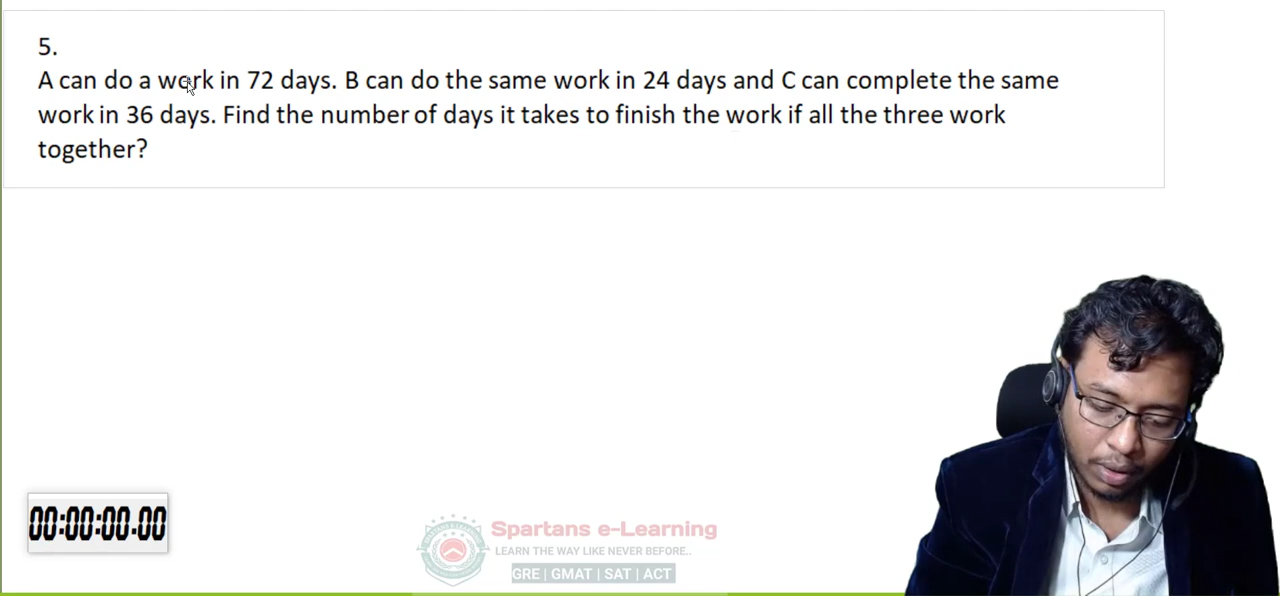 5.
A can do a work in 72 days. B can do the same work in 24 days and C can complete the same
work in 36 days. Find the number of days it takes to finish the work if all the three work
together?
00:00:00.00
Spartans e-Learning
LEARN THE WAY LIKE NEVER BEFORE..
GRE | GMAT | SAT | ACT